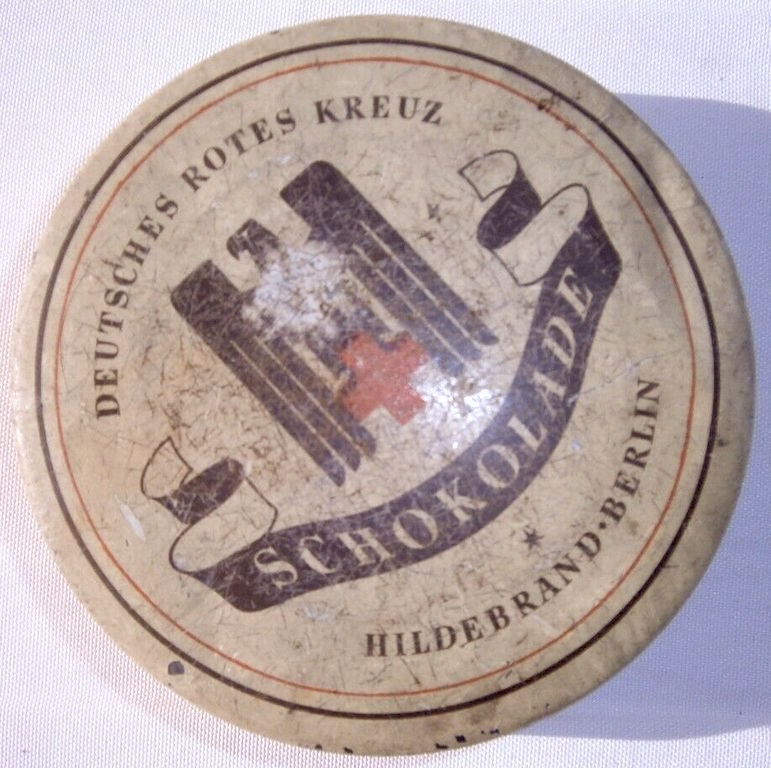 DEUTSCHES ROTES KREUZ
SCHOKOLADE
HILDEBRAND·BERLIN